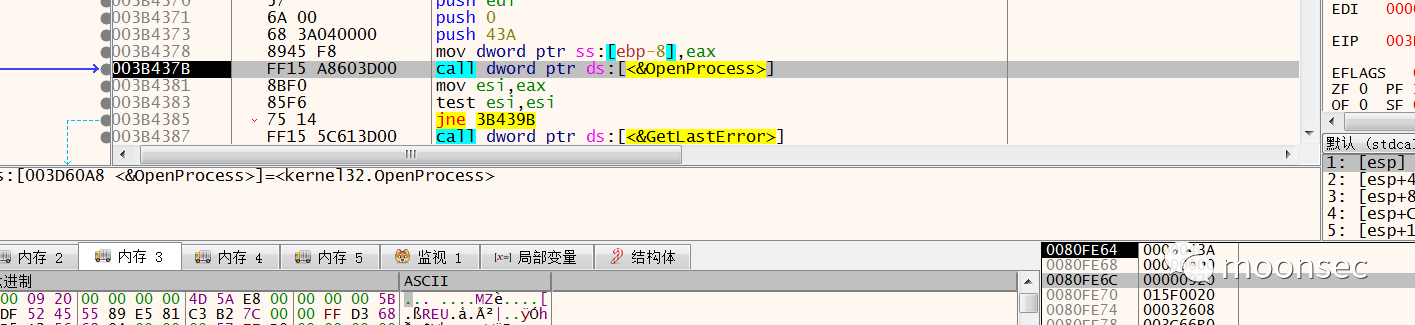 003B4370 57 push edi
003B4371 6A 00 push 0
003B4373 68 3A040000 push 43A
003B4378 8945 F8 mov dword ptr ss:[ebp-8],eax
003B437B FF15 A8603D00 call dword ptr ds:[<&OpenProcess>]
003B4381 8BF0 mov esi,eax
003B4383 85F6 test esi,esi
003B4385 75 14 jne 3B439B
003B4387 FF15 5C613D00 call dword ptr ds:[<&GetLastError>]
EDI 000
EIP 003
EFLAGS
ZF 0 PF
OF 0 SF
默认 (stdcal
1: [esp]
2: [esp+4
3: [esp+8
4: [esp+C
5: [esp+1
s:[003D60A8 <&OpenProcess>]=<kernel32.OpenProcess>
内存 2 内存 3 内存 4 内存 5 监视 1 [x=] 局部变量 结构体
进制 ASCII
00 09 20 00 00 00 00 4D 5A E8 00 00 00 00 5B .. ....MZè....[
DF 52 45 55 89 E5 81 C3 B2 7C 00 00 FF D3 68 .ßREU.å.Ã²|..ÿÓh
0080FE64
0080FE68
0080FE6C 00000920
0080FE70 015F0020
0080FE74 00032608
0080FE78 003C66B0
moonsec